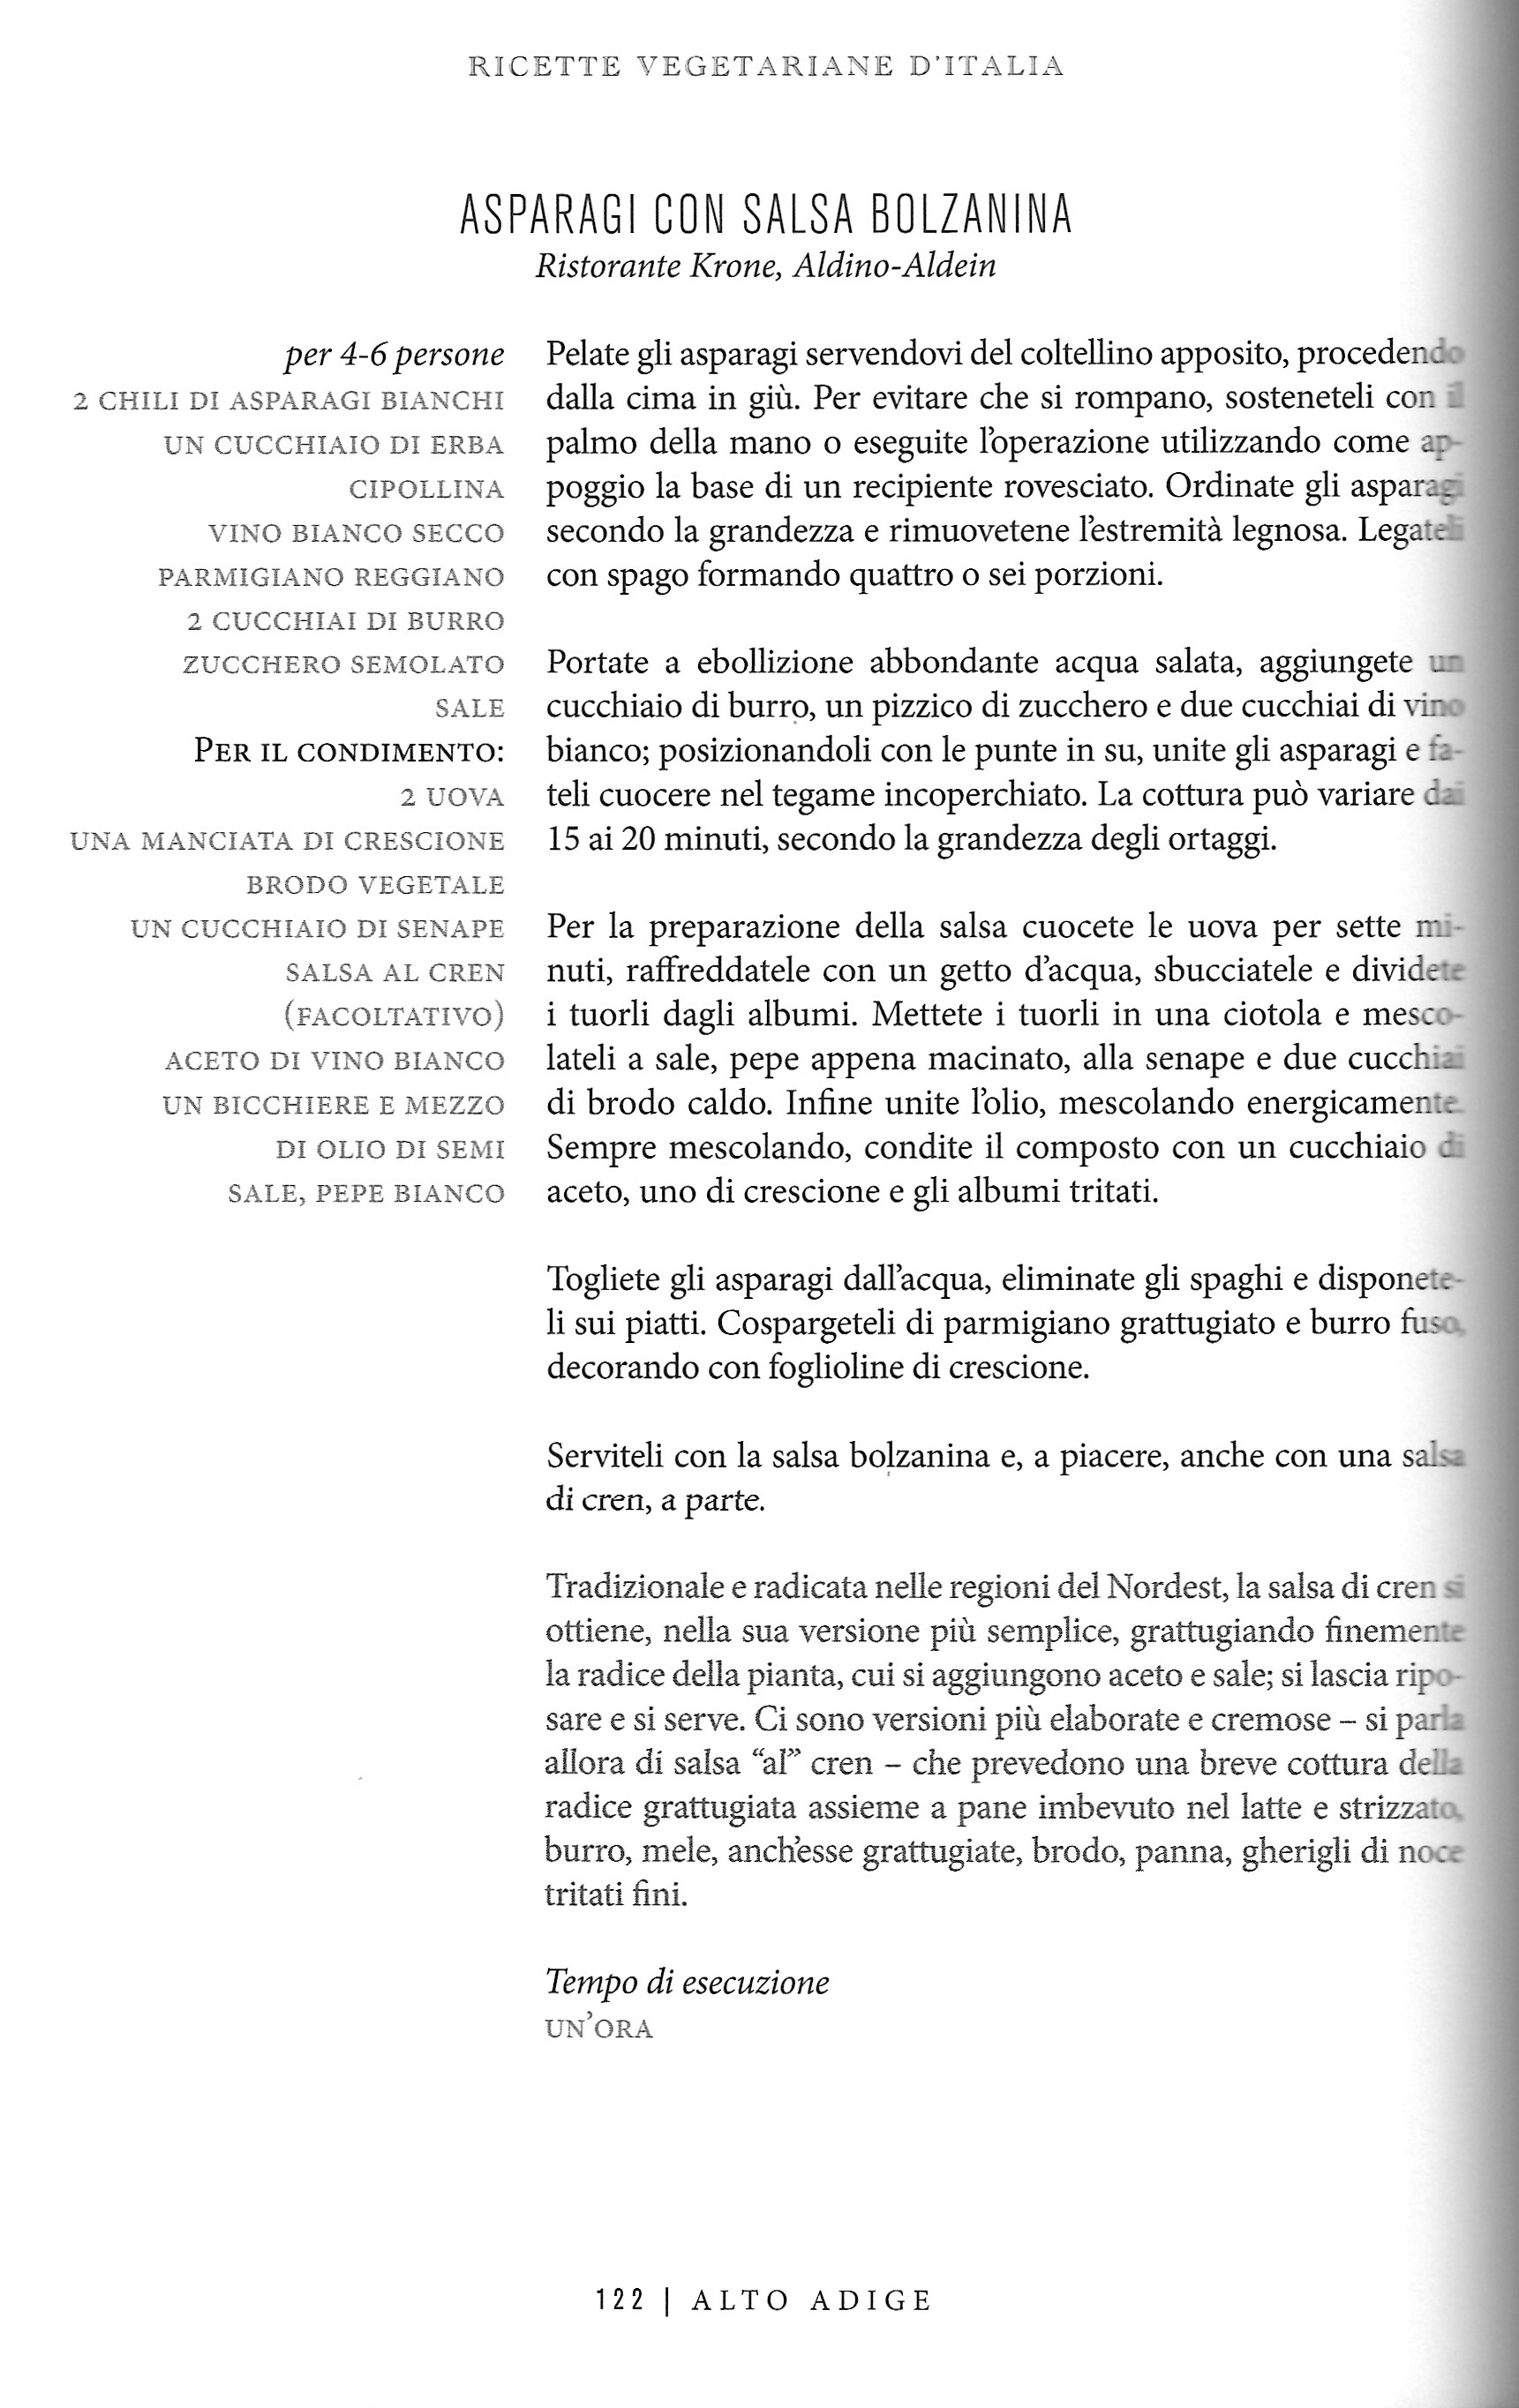 RICETTE VEGETARIANE D'ITALIA
ASPARAGI CON SALSA BOLZANINA
Ristorante Krone, Aldino-Aldein
per 4-6 persone
2 CHILI DI ASPARAGI BIANCHI
UN CUCCHIAIO DI ERBA
CIPOLLINA
VINO BIANCO SECCO
PARMIGIANO REGGIANO
2 CUCCHIAI DI BURRO
ZUCCHERO SEMOLATO
SALE
PER IL CONDIMENTO:
2 UOVA
UNA MANCIATA DI CRESCIONE
BRODO VEGETALE
UN CUCCHIAIO DI SENAPE
SALSA AL CREN
(FACOLTATIVO)
ACETO DI VINO BIANCO
UN BICCHIERE E MEZZO
DI OLIO DI SEMI
SALE, PEPE BIANCO
Pelate gli asparagi servendovi del coltellino apposito, procedendo
dalla cima in giù. Per evitare che si rompano, sosteneteli con il
palmo della mano o eseguite l'operazione utilizzando come ap-
poggio la base di un recipiente rovesciato. Ordinate gli asparagi
secondo la grandezza e rimuovetene l'estremità legnosa. Legateli
con spago formando quattro o sei porzioni.
Portate a ebollizione abbondante acqua salata, aggiungete un
cucchiaio di burro, un pizzico di zucchero e due cucchiai di vino
bianco; posizionandoli con le punte in su, unite gli asparagi e fa-
teli cuocere nel tegame incoperchiato. La cottura può variare dai
15 ai 20 minuti, secondo la grandezza degli ortaggi.
Per la preparazione della salsa cuocete le uova per sette mi-
nuti, raffreddatele con un getto d'acqua, sbucciatele e dividete
i tuorli dagli albumi. Mettete i tuorli in una ciotola e mesco-
lateli a sale, pepe appena macinato, alla senape e due cucchiai
di brodo caldo. Infine unite l'olio, mescolando energicamente.
Sempre mescolando, condite il composto con un cucchiaio di
aceto, uno di crescione e gli albumi tritati.
Togliete gli asparagi dall'acqua, eliminate gli spaghi e disponete-
li sui piatti. Cospargeteli di parmigiano grattugiato e burro fuso,
decorando con foglioline di crescione.
Serviteli con la salsa bolzanina e, a piacere, anche con una salsa
di cren, a parte.
Tradizionale e radicata nelle regioni del Nordest, la salsa di cren si
ottiene, nella sua versione più semplice, grattugiando finemente
la radice della pianta, cui si aggiungono aceto e sale; si lascia ripo-
sare e si serve. Ci sono versioni più elaborate e cremose – si parla
allora di salsa “al” cren – che prevedono una breve cottura della
radice grattugiata assieme a pane imbevuto nel latte e strizzato,
burro, mele, anch'esse grattugiate, brodo, panna, gherigli di noce
tritati fini.
Tempo di esecuzione
UN'ORA
122 | ALTO ADIGE